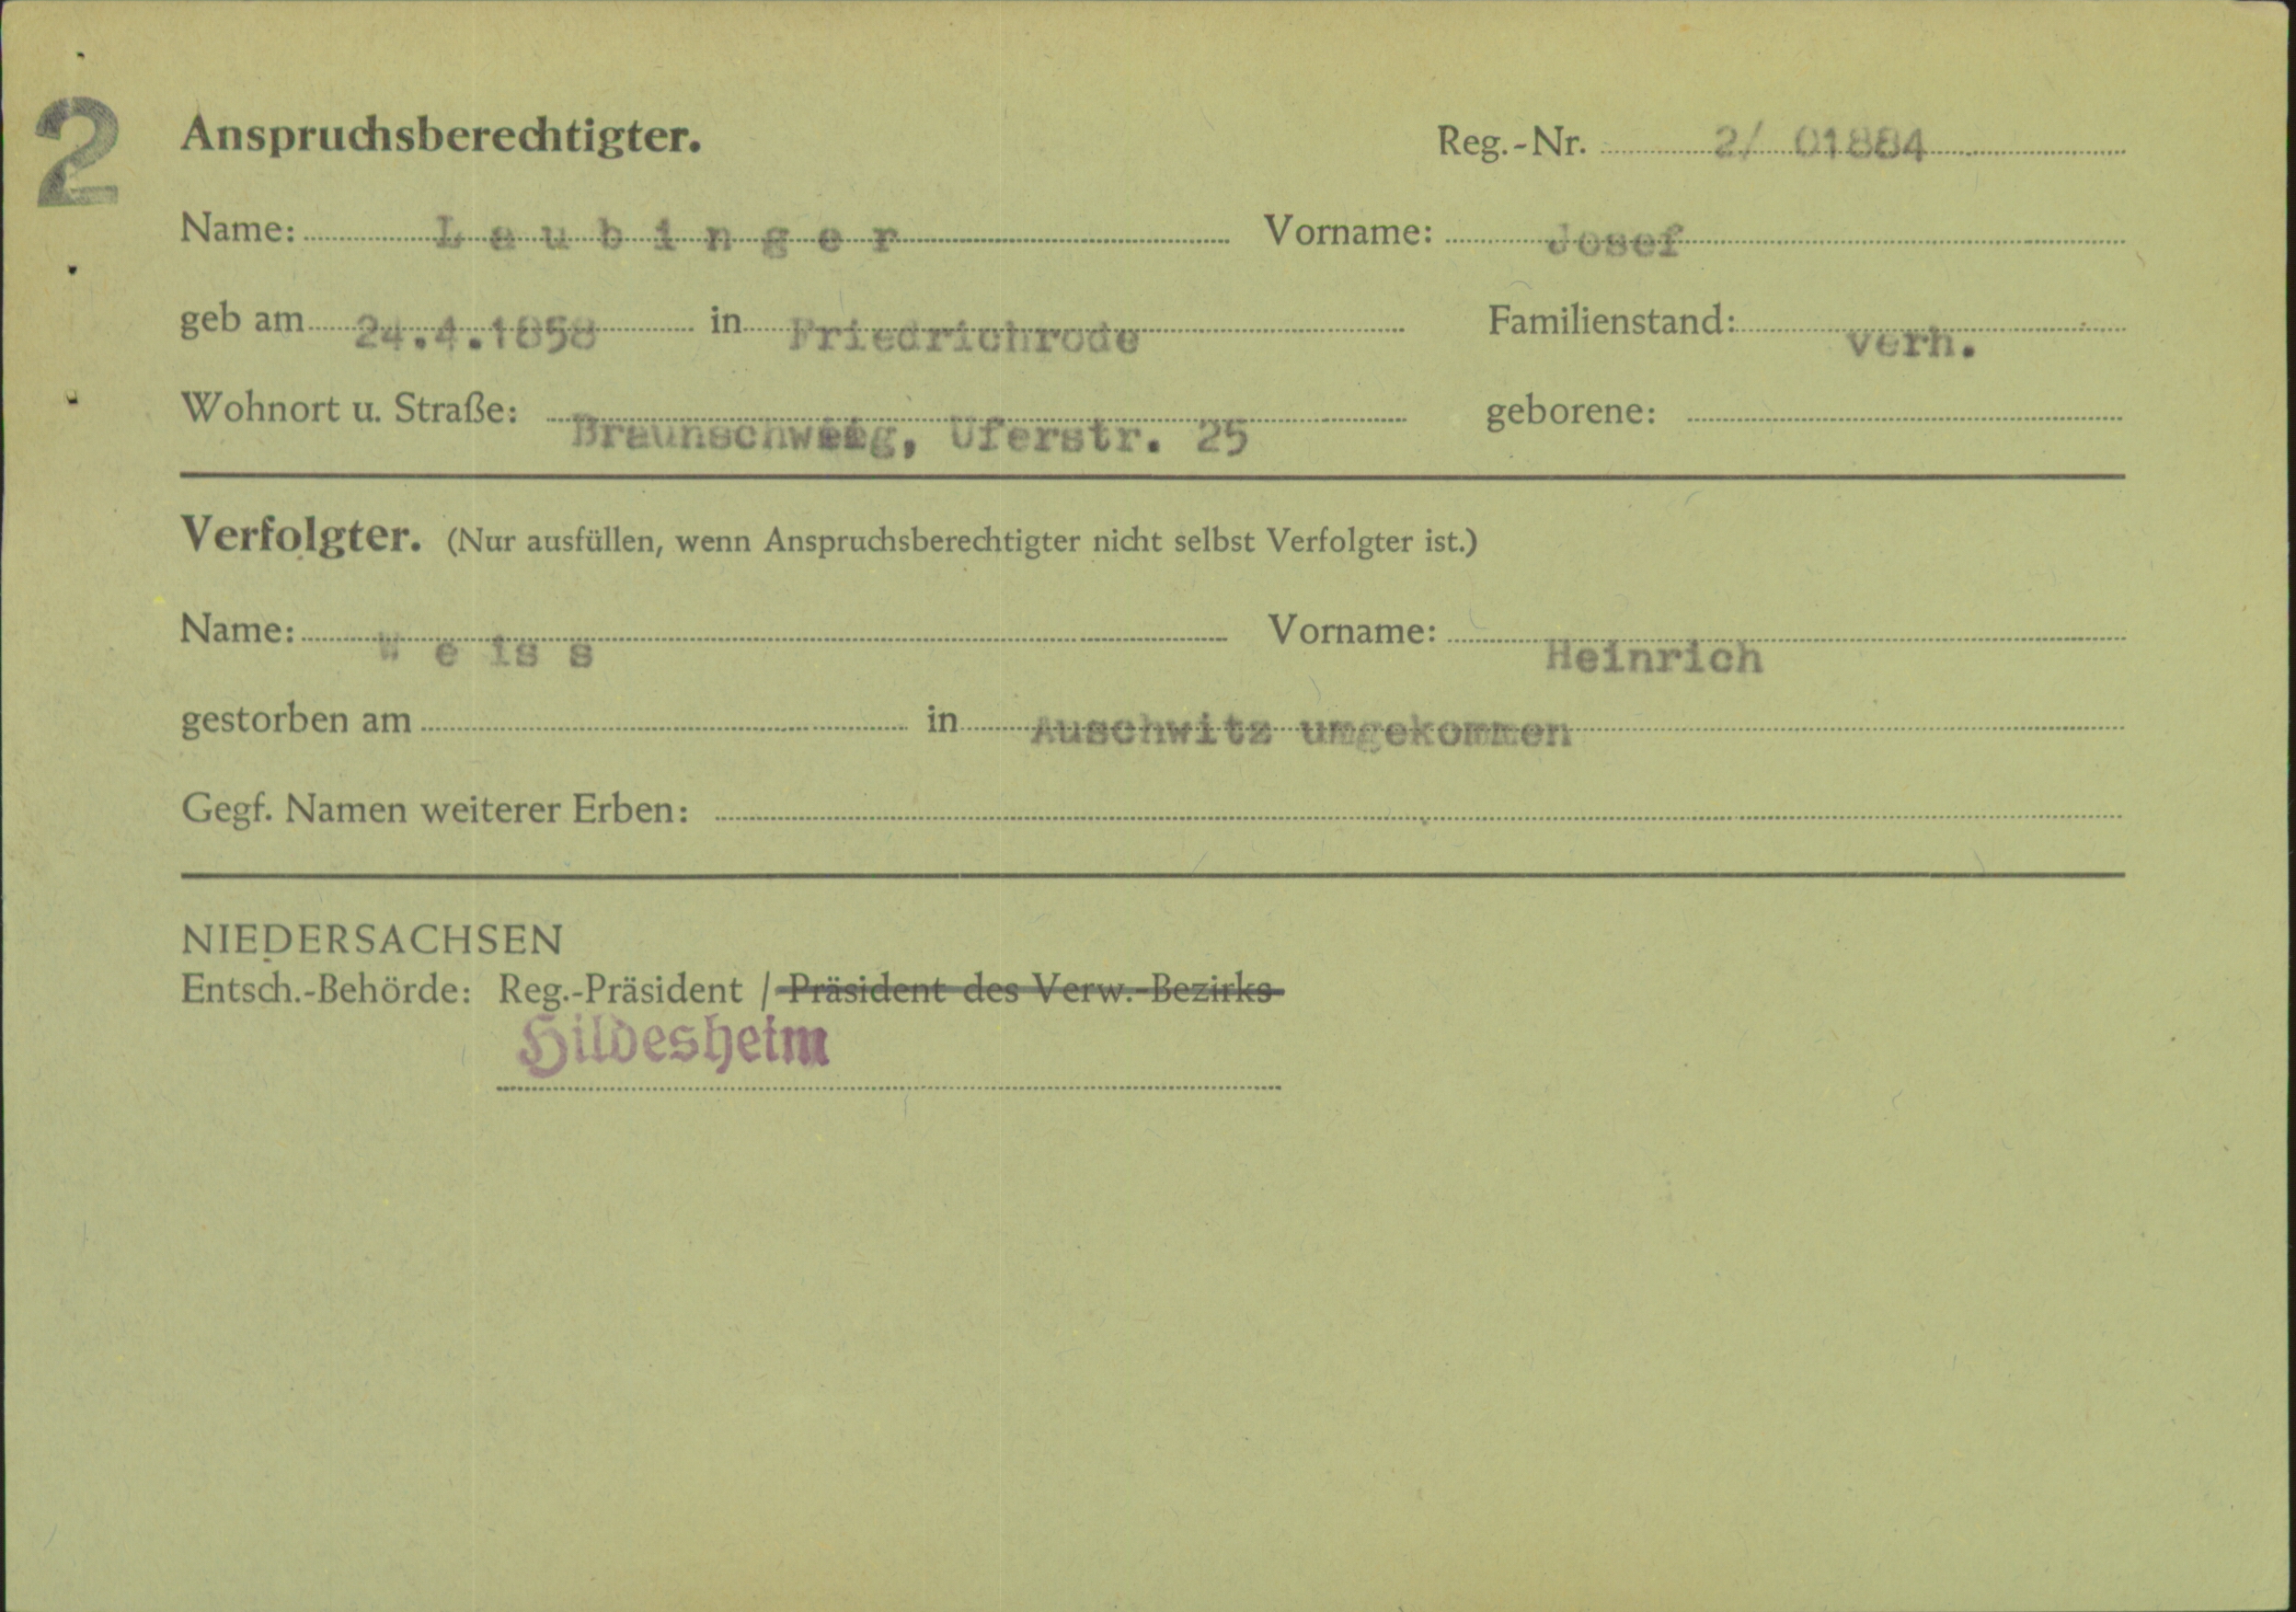 2
Anspruchsberechtigter. Reg.-Nr. 2/ 01884
Name: L a u b i n g e r Vorname: Josef
geb am 24.4.1858 in Friedrichrode Familienstand: verh.
Wohnort u. Straße: Braunschweig, Uferstr. 25 geborene:
Verfolgter. (Nur ausfüllen, wenn Anspruchsberechtigter nicht selbst Verfolgter ist.)
Name: W e is s Vorname: Heinrich
gestorben am in Auschwitz umgekommen
Gegf. Namen weiterer Erben:
NIEDERSACHSEN
Entsch.-Behörde: Reg.-Präsident / Präsident des Verw.-Bezirks
Hildesheim